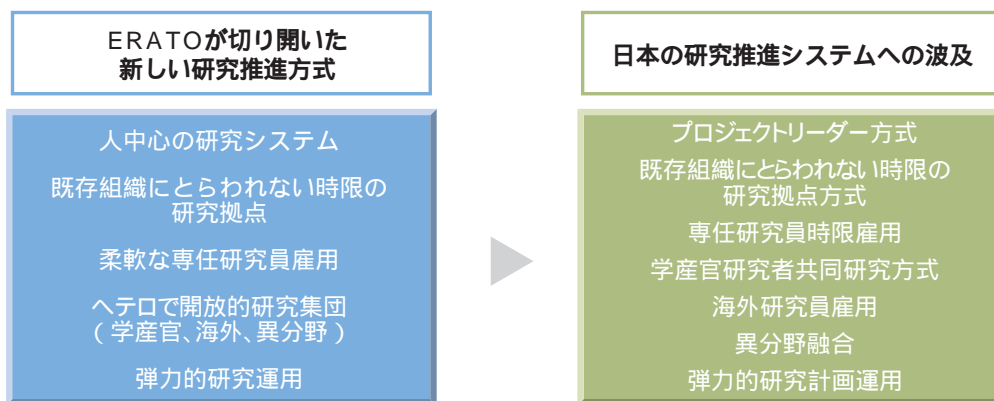 ERATOが切り開いた
新しい研究推進方式
人中心の研究システム
既存組織にとらわれない時限の
研究拠点
柔軟な専任研究員雇用
ヘテロで開放的研究集団
(学産官、海外、異分野)
弾力的研究運用
日本の研究推進システムへの波及
プロジェクトリーダー方式
既存組織にとらわれない時限の
研究拠点方式
専任研究員時限雇用
学産官研究者共同研究方式
海外研究員雇用
異分野融合
弾力的研究計画運用